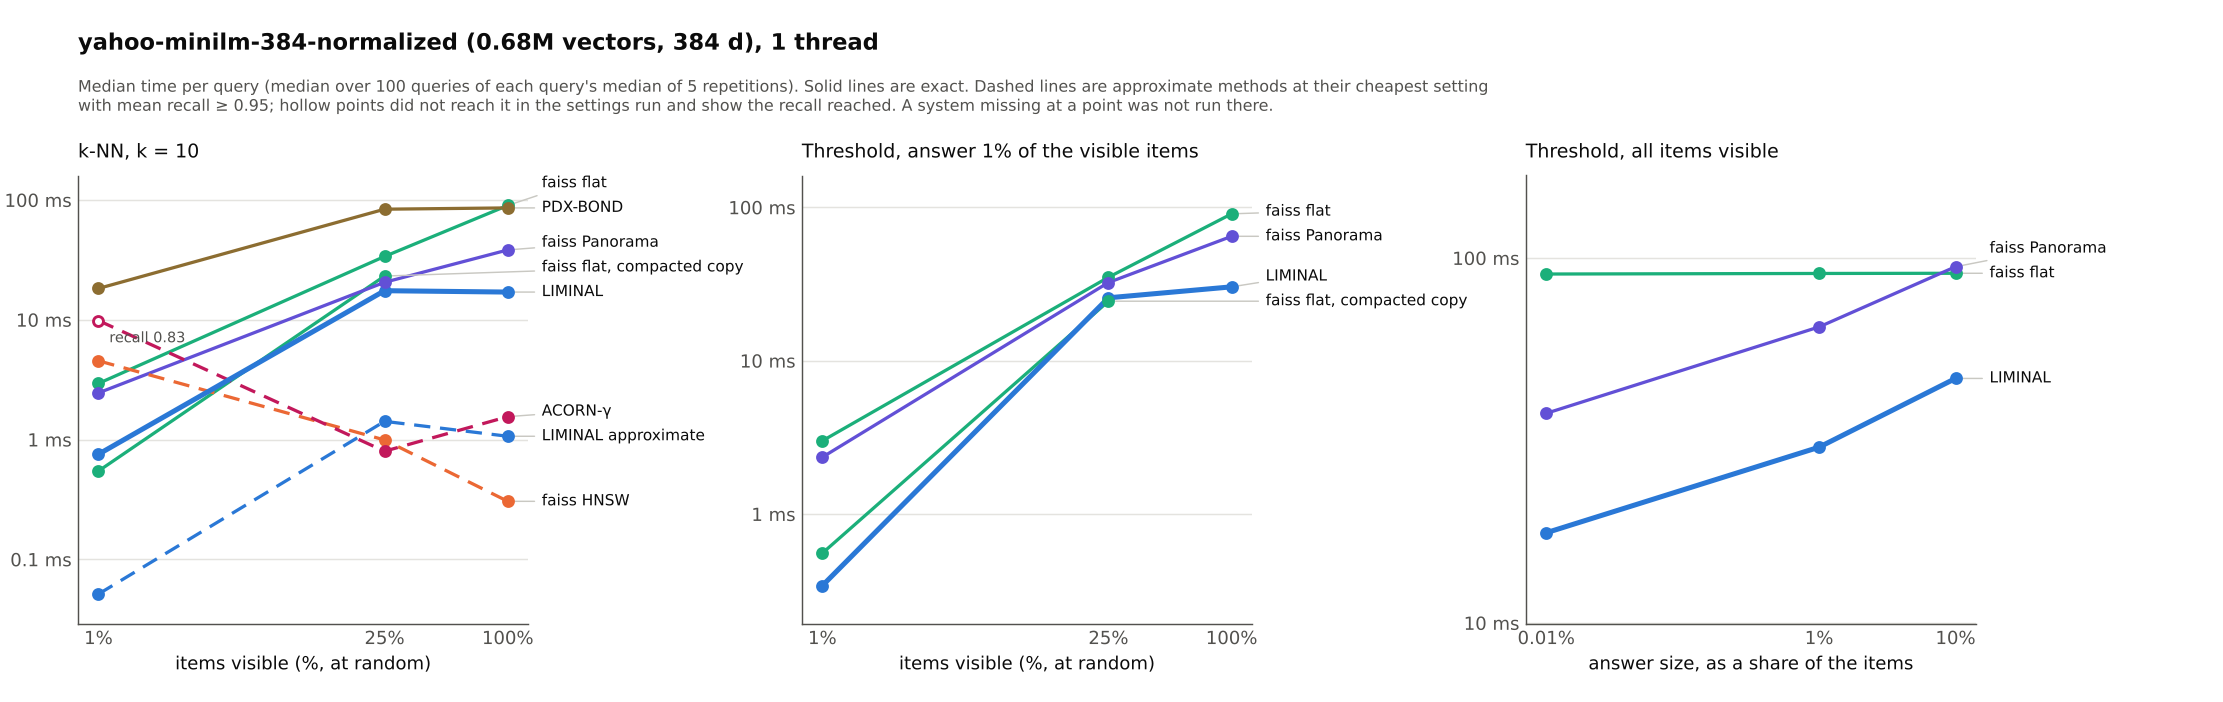 yahoo-minilm-384-normalized (0.68M vectors, 384 d), 1 thread
Median time per query (median over 100 queries of each query's median of 5 repetitions). Solid lines are exact. Dashed lines are approximate methods at their cheapest setting
with mean recall ≥ 0.95; hollow points did not reach it in the settings run and show the recall reached. A system missing at a point was not run there.
k-NN, k = 10
100 ms
10 ms
1 ms
0.1 ms
faiss flat
PDX-BOND
faiss Panorama
faiss flat, compacted copy
LIMINAL
recall 0.83
ACORN-γ
LIMINAL approximate
faiss HNSW
1%
25%
100%
items visible (%, at random)
Threshold, answer 1% of the visible items
100 ms
10 ms
1 ms
faiss flat
faiss Panorama
LIMINAL
faiss flat, compacted copy
1%
25%
100%
items visible (%, at random)
Threshold, all items visible
100 ms
10 ms
faiss Panorama
faiss flat
LIMINAL
0.01%
1%
10%
answer size, as a share of the items